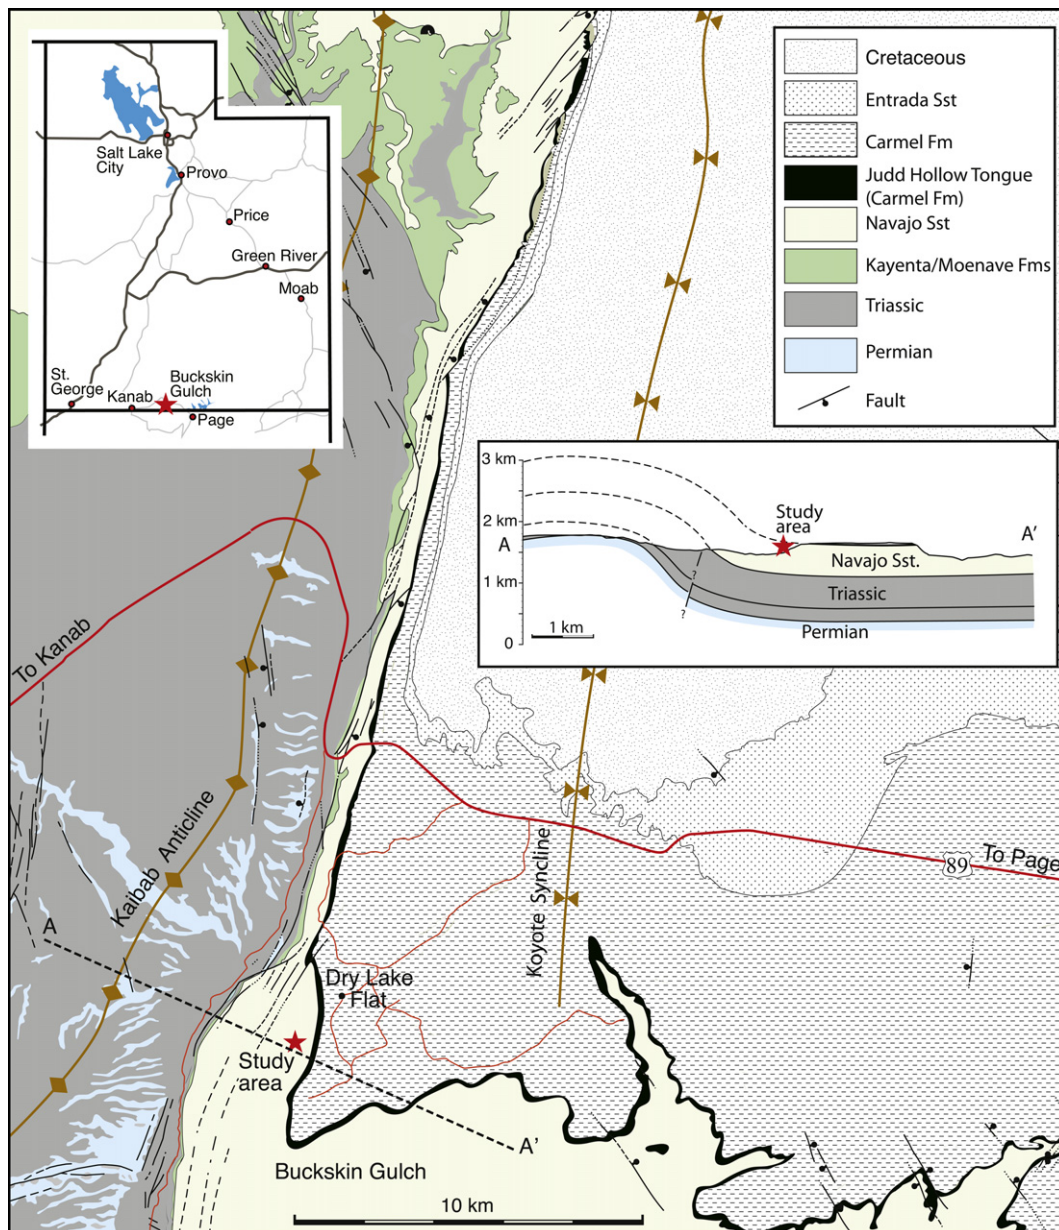 Salt Lake
City
Provo
Price
Green River
Moab
St.
George
Kanab
Buckskin
Gulch
Page
Cretaceous
Entrada Sst
Carmel Fm
Judd Hollow Tongue
(Carmel Fm)
Navajo Sst
Kayenta/Moenave Fms
Triassic
Permian
Fault
3 km
2 km
1 km
0
A
A'
Study
area
Navajo Sst.
Triassic
Permian
?
?
1 km
To Kanab
Kaibab Anticline
Koyote Syncline
89
To Page
A
Dry Lake
Flat
Study
area
A'
Buckskin Gulch
10 km